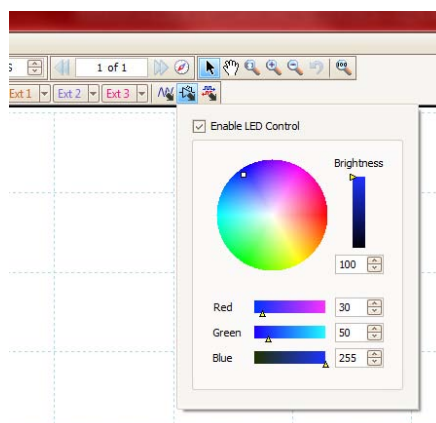 1 of 1
Ext 1 Ext 2 Ext 3
Enable LED Control
Brightness
100
Red 30
Green 50
Blue 255